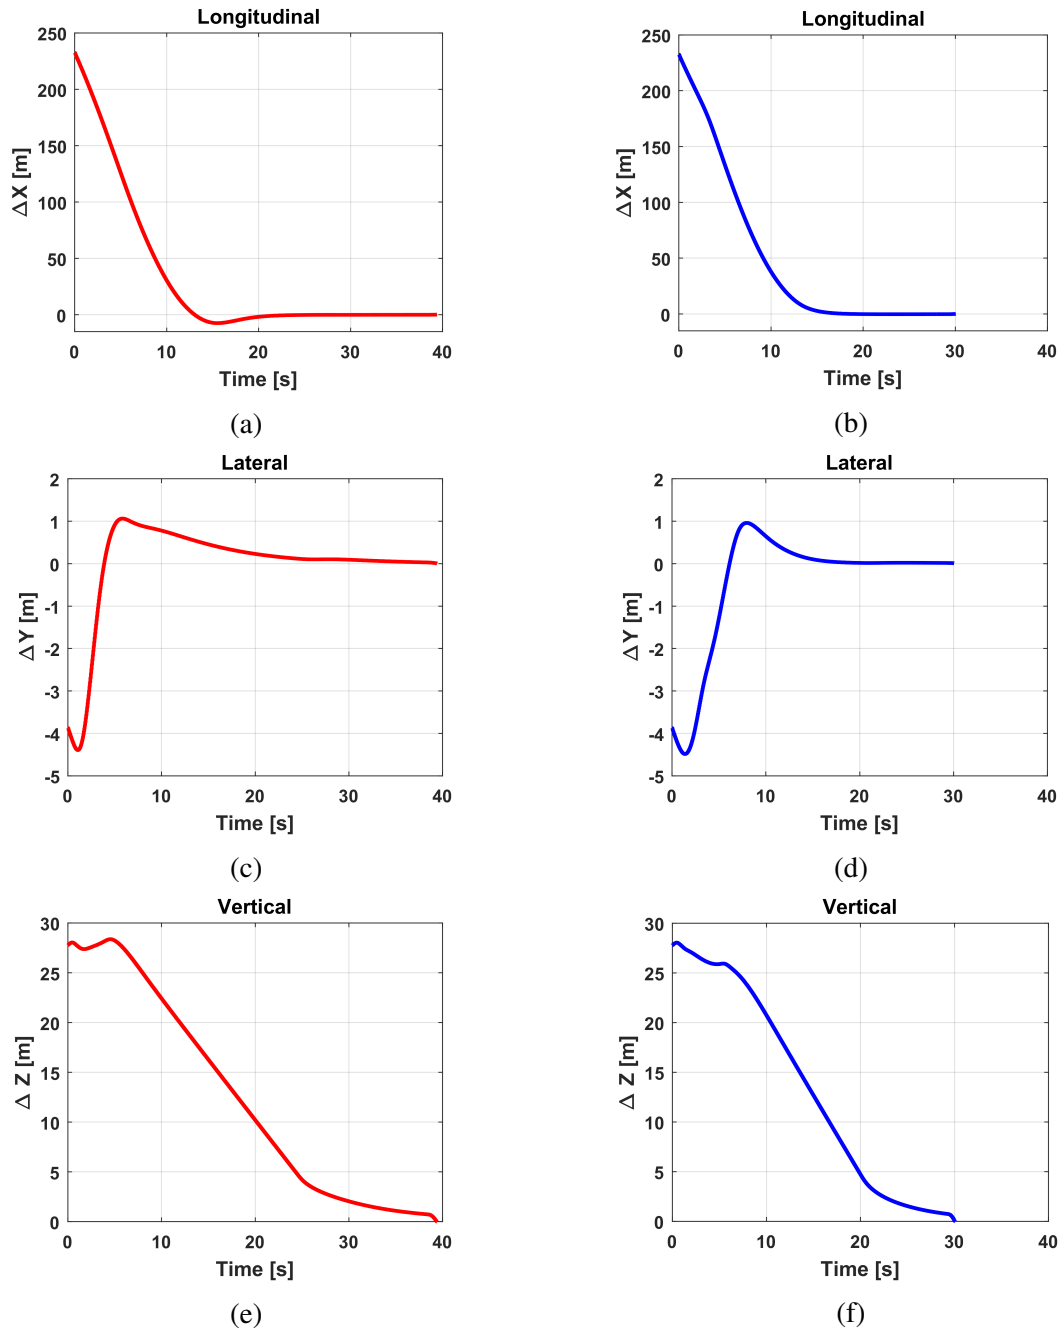 Longitudinal
250
200
150
100
50
0
ΔX [m]
0 10 20 30 40
Time [s]
(a)
Longitudinal
250
200
150
100
50
0
ΔX [m]
0 10 20 30 40
Time [s]
(b)
Lateral
2
1
0
-1
-2
-3
-4
-5
ΔY [m]
0 10 20 30 40
Time [s]
(c)
Lateral
2
1
0
-1
-2
-3
-4
-5
ΔY [m]
0 10 20 30 40
Time [s]
(d)
Vertical
30
25
20
15
10
5
0
Δ Z [m]
0 10 20 30 40
Time [s]
(e)
Vertical
30
25
20
15
10
5
0
Δ Z [m]
0 10 20 30 40
Time [s]
(f)